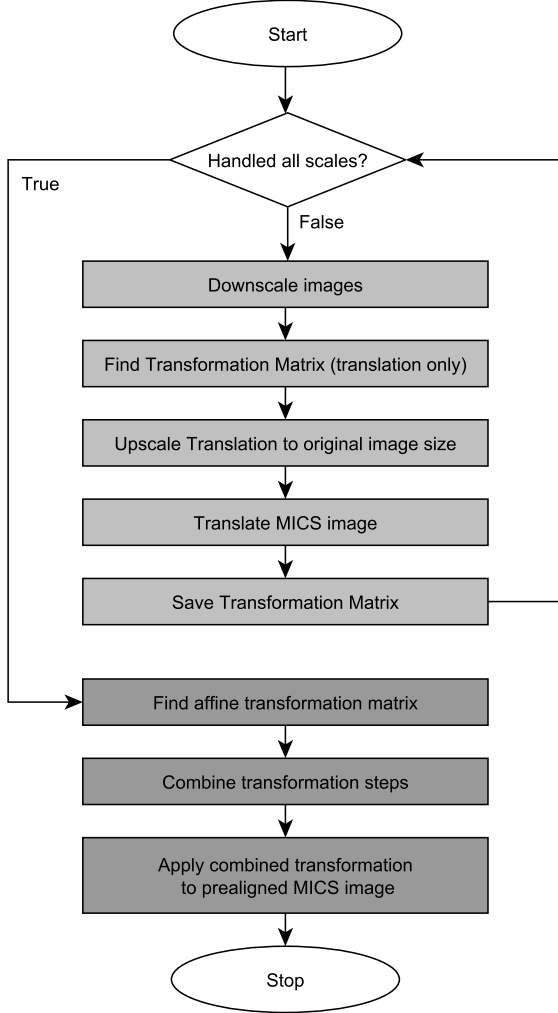 Start
Handled all scales?
True
False
Downscale images
Find Transformation Matrix (translation only)
Upscale Translation to original image size
Translate MICS image
Save Transformation Matrix
Find affine transformation matrix
Combine transformation steps
Apply combined transformation
to prealigned MICS image
Stop